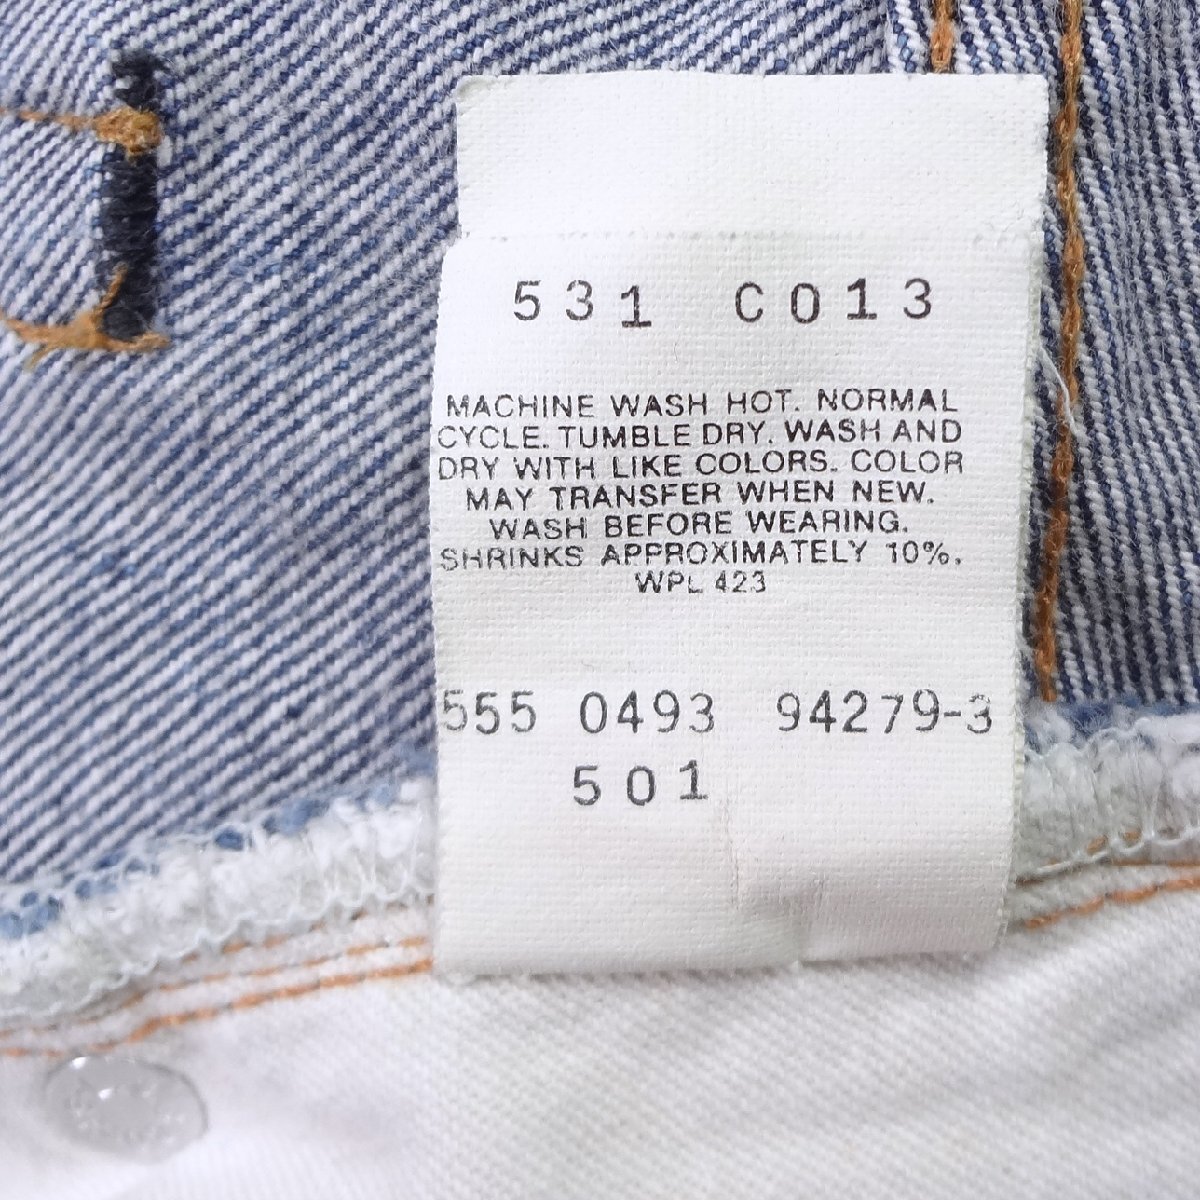 531 C013
MACHINE WASH HOT. NORMAL
CYCLE. TUMBLE DRY. WASH AND
DRY WITH LIKE COLORS. COLOR
MAY TRANSFER WHEN NEW.
WASH BEFORE WEARING.
SHRINKS APPROXIMATELY 10%.
WPL 423
555 0493 94279-3
501